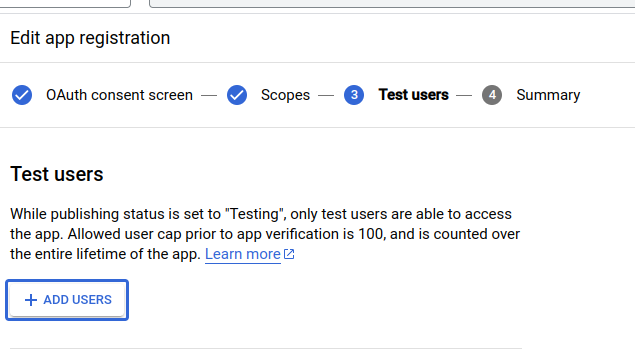 Edit app registration
OAuth consent screen — Scopes — 3 Test users — 4 Summary
Test users
While publishing status is set to "Testing", only test users are able to access
the app. Allowed user cap prior to app verification is 100, and is counted over
the entire lifetime of the app. Learn more
+ ADD USERS